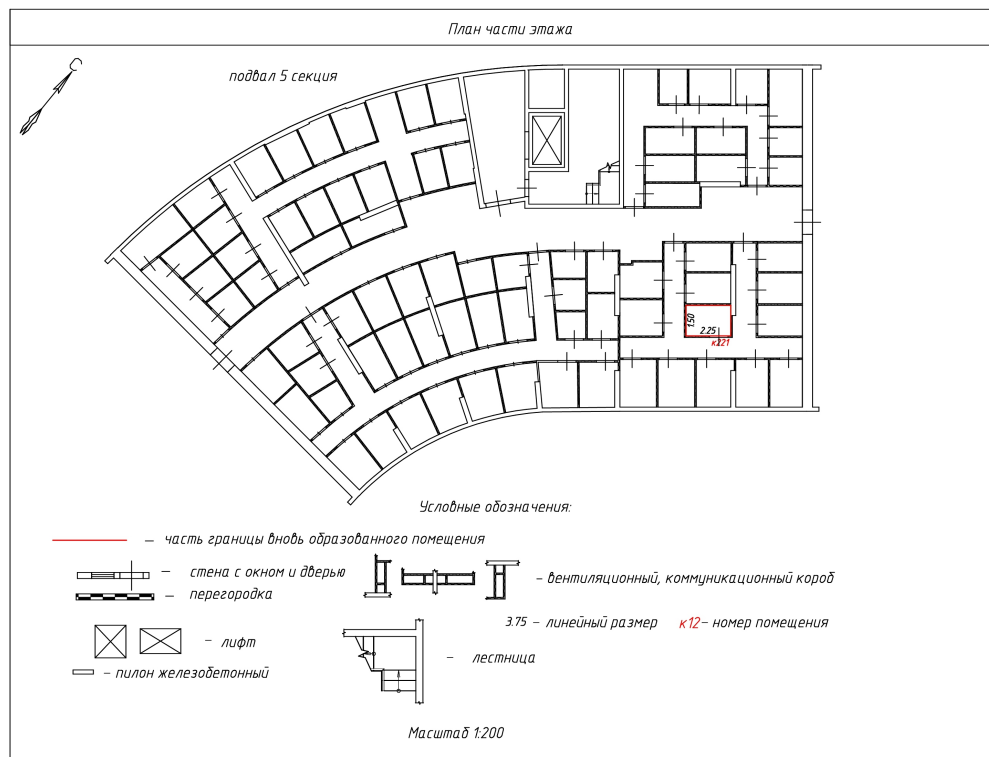 План части этажа
С
подвал 5 секция
1.50
2.25
к221
Условные обозначения:
— часть границы вновь образованного помещения
— стена с окном и дверью
— перегородка
— вентиляционный, коммуникационный короб
3.75 — линейный размер к12 — номер помещения
— лифт
— лестница
— пилон железобетонный
Масштаб 1:200